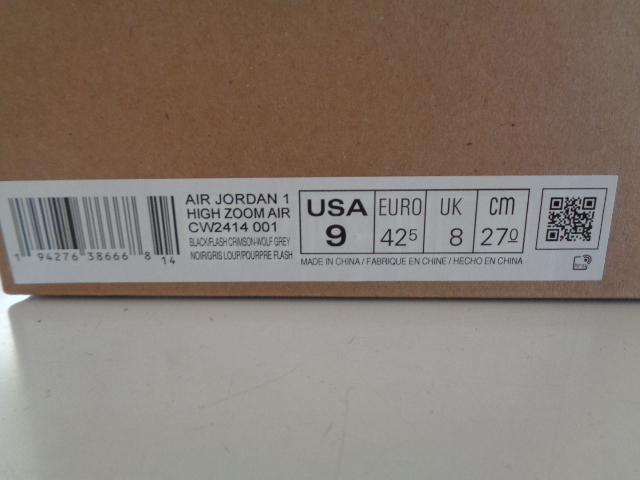 AIR JORDAN 1
HIGH ZOOM AIR
CW2414 001
BLACK/FLASH CRIMSON-WOLF GREY
NOIR/GRIS LOUP/POURPRE FLASH
1 94276 38666 8 14
USA EURO UK cm
9 42⁵ 8 27⁰
MADE IN CHINA / FABRIQUE EN CHINE / HECHO EN CHINA